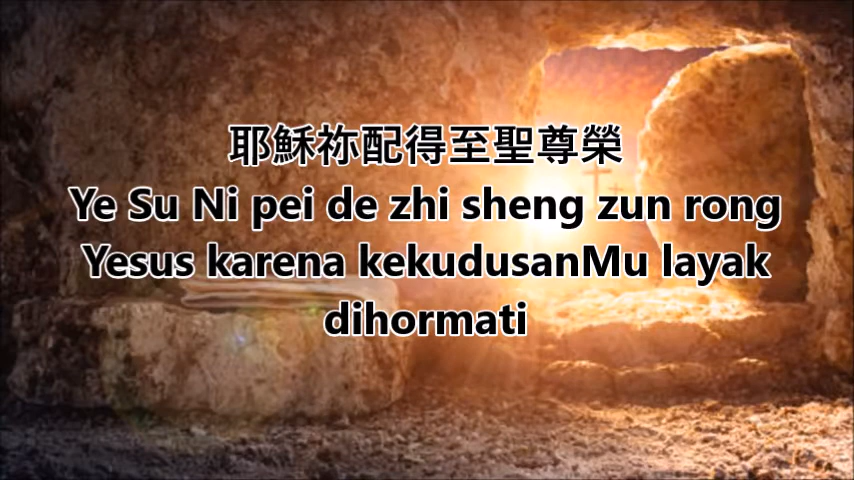 耶穌祢配得至聖尊榮
Ye Su Ni pei de zhi sheng zun rong
Yesus karena kekudusanMu layak
dihormati